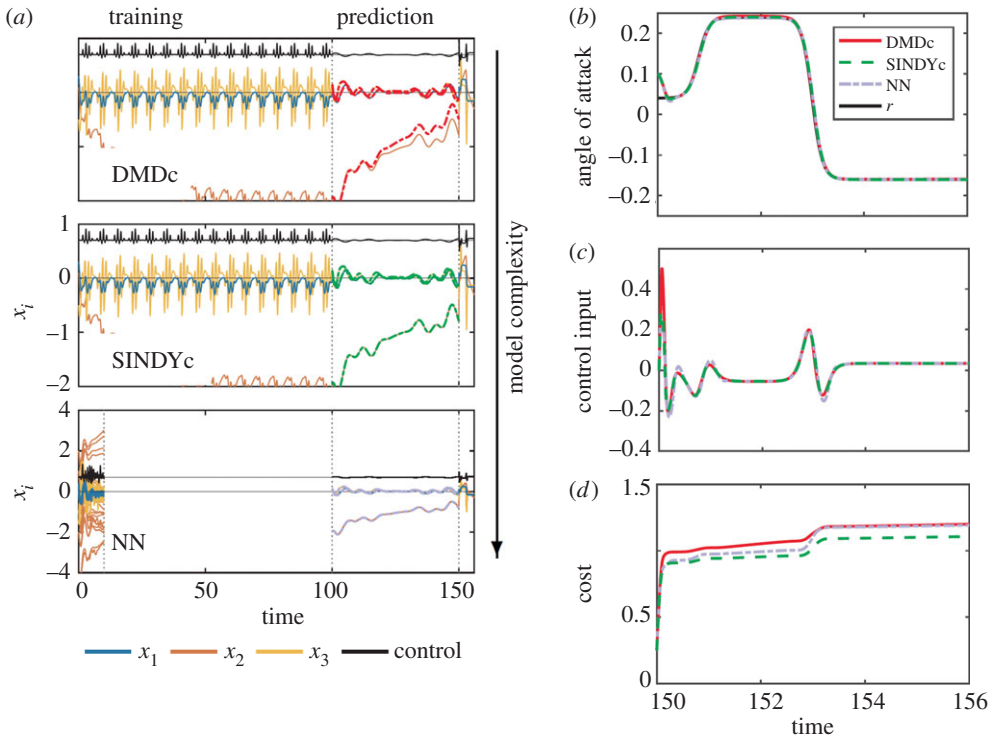 (a) training prediction
DMDc
1
0
–1
–2
x_i
SINDYc
4
2
0
–2
–4
x_i
NN
0 50 100 150
time
x_1 x_2 x_3 control
model complexity
(b)
0.2
0.1
0
–0.1
–0.2
angle of attack
DMDc
SINDYc
NN
r
(c)
0.4
0.2
0
–0.2
–0.4
control input
(d)
1.5
1.0
0.5
0
cost
150 152 154 156
time